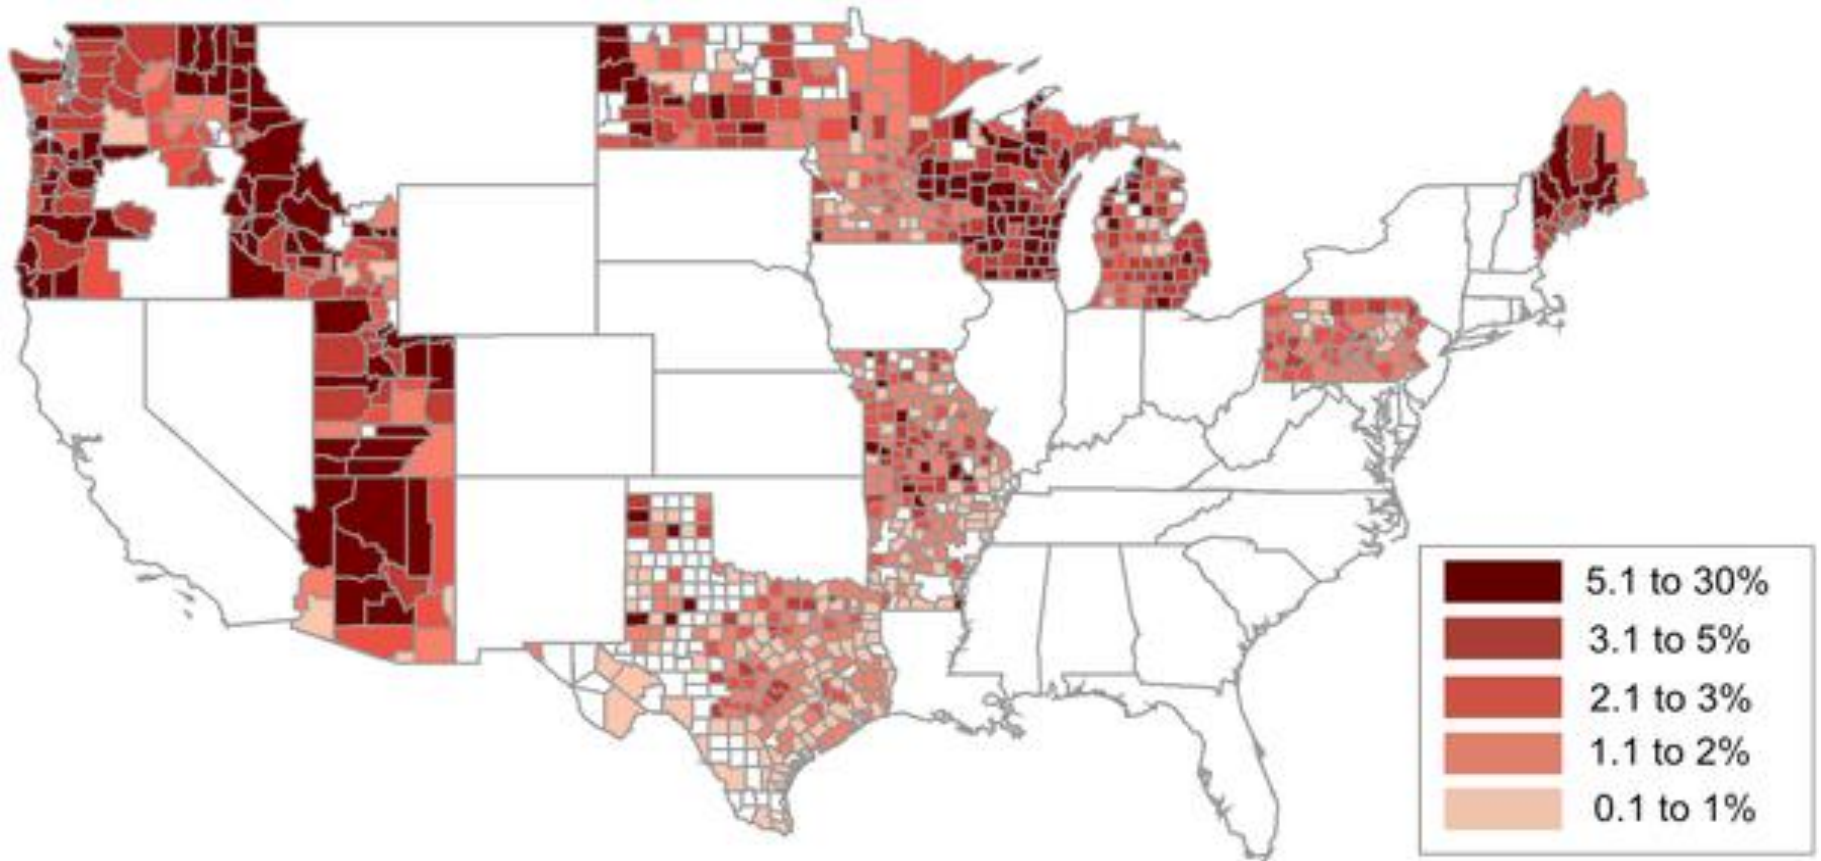 5.1 to 30%
3.1 to 5%
2.1 to 3%
1.1 to 2%
0.1 to 1%